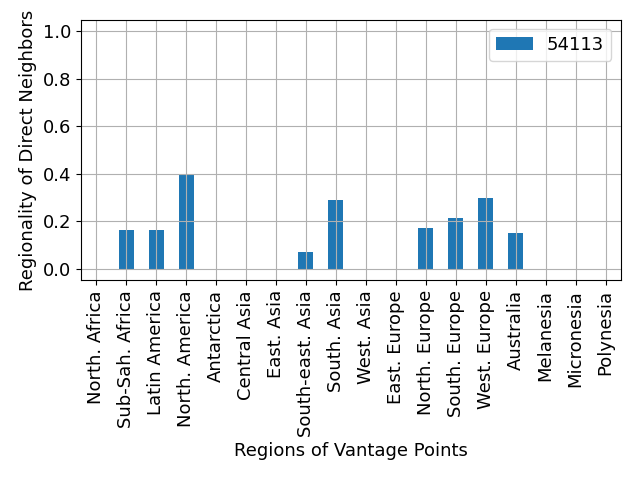 Regionality of Direct Neighbors
1.0
0.8
0.6
0.4
0.2
0.0
54113
North. Africa
Sub-Sah. Africa
Latin America
North. America
Antarctica
Central Asia
East. Asia
South-east. Asia
South. Asia
West. Asia
East. Europe
North. Europe
South. Europe
West. Europe
Australia
Melanesia
Micronesia
Polynesia
Regions of Vantage Points